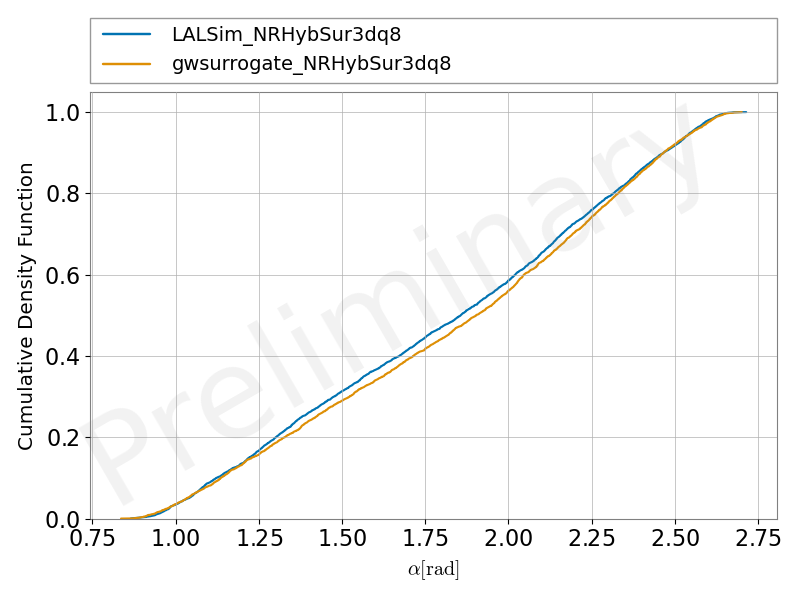 LALSim_NRHybSur3dq8
gwsurrogate_NRHybSur3dq8
Preliminary
Cumulative Density Function
1.0
0.8
0.6
0.4
0.2
0.0
0.75 1.00 1.25 1.50 1.75 2.00 2.25 2.50 2.75
α[rad]